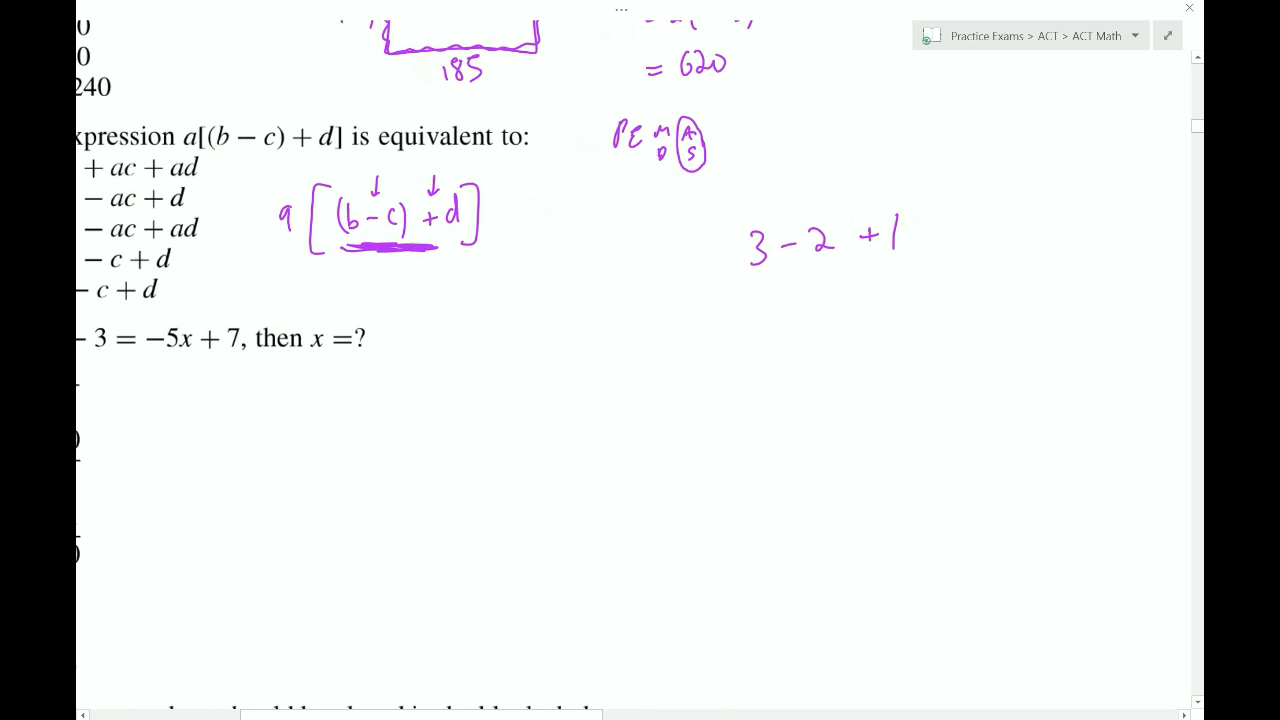 ...
Practice Exams > ACT > ACT Math
0
0
240
185
= 620
xpression a[(b − c) + d] is equivalent to:
+ ac + ad
− ac + d
− ac + ad
− c + d
− c + d
PE M A
D S
a [(b − c) + d]
3 − 2 + 1
− 3 = −5x + 7, then x =?